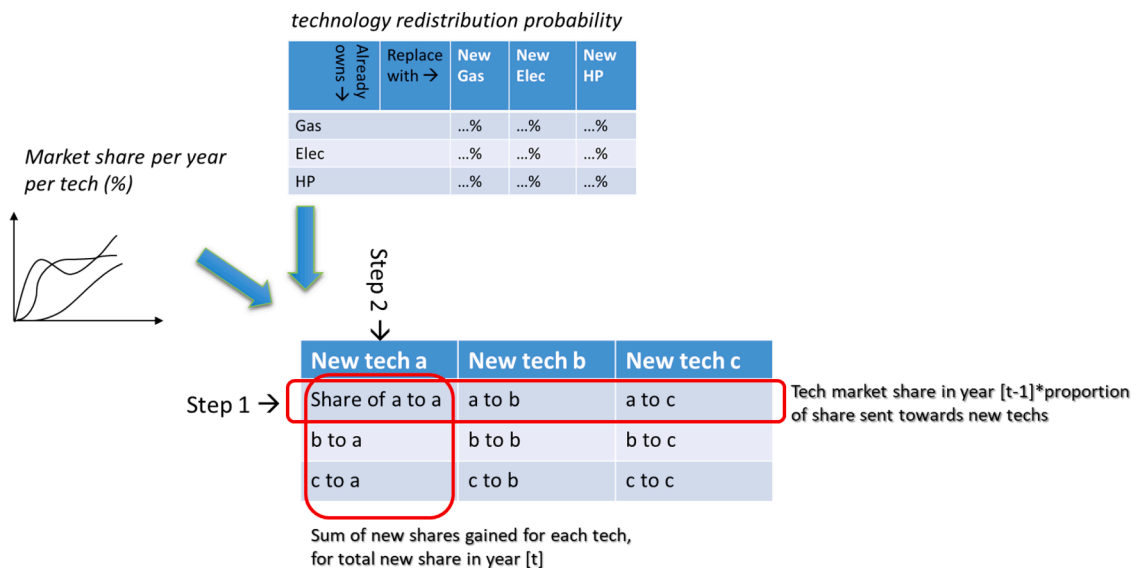 technology redistribution probability
Already
owns →
Replace
with →
New
Gas
New
Elec
New
HP
Gas
...%
...%
...%
Elec
...%
...%
...%
HP
...%
...%
...%
Market share per year
per tech (%)
Step 2 →
New tech a
New tech b
New tech c
Step 1 →
Share of a to a
a to b
a to c
Tech market share in year [t-1]*proportion
of share sent towards new techs
b to a
b to b
b to c
c to a
c to b
c to c
Sum of new shares gained for each tech,
for total new share in year [t]